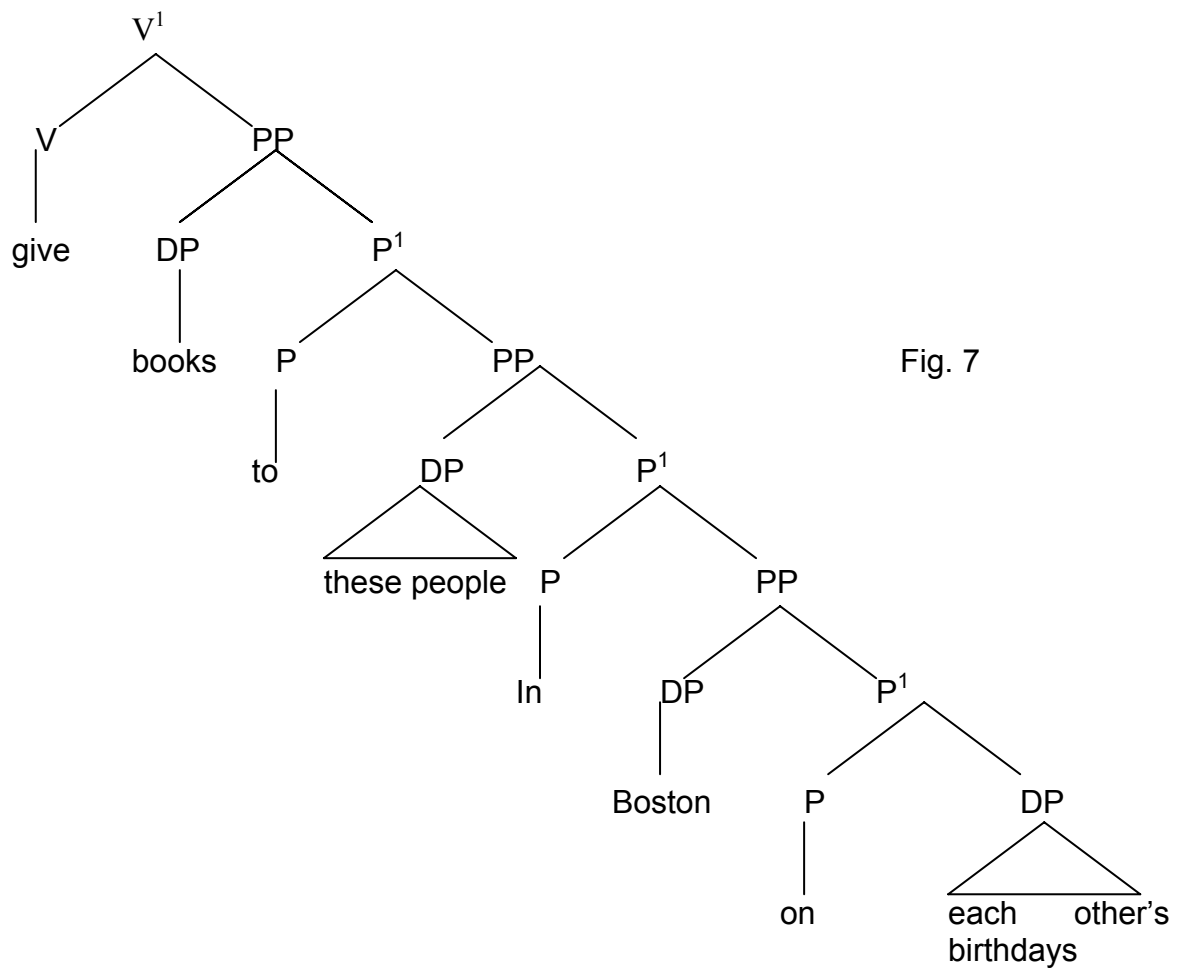 V¹
V PP
give DP P¹
books P PP Fig. 7
to DP P¹
these people P PP
In DP P¹
Boston P DP
on each other's
birthdays